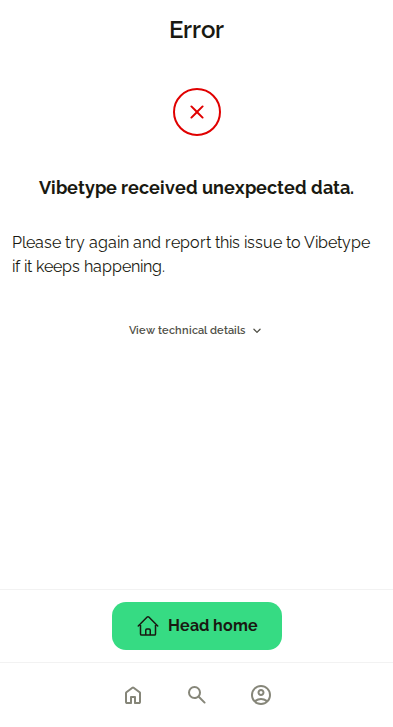 Error
Vibetype received unexpected data.
Please try again and report this issue to Vibetype
if it keeps happening.
View technical details
Head home